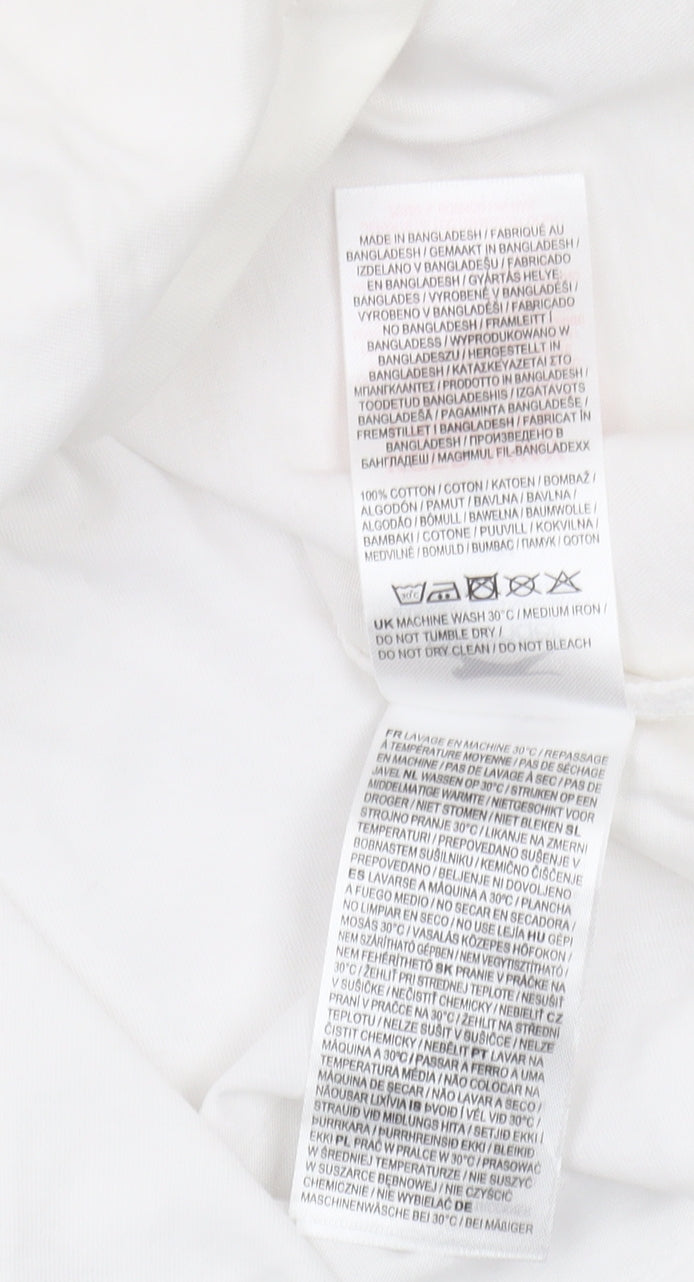 MADE IN BANGLADESH / FABRIQUÉ AU
BANGLADESH / GEMAAKT IN BANGLADESH /
IZDELANO V BANGLADEŠU / FABRICADO
EN BANGLADESH / GYÁRTÁS HELYE:
BANGLADES / VYROBENÉ V BANGLADÉŠI /
VYROBENO V BANGLADÉŠI / FABRICADO
NO BANGLADESH / FRAMLEITT Í
BANGLADESS / WYPRODUKOWANO W
BANGLADESZU / HERGESTELLT IN
BANGLADESH / ΚΑΤΑΣΚΕΥΑΖΕΤΑΙ ΣΤΟ
ΜΠΑΝΓΚΛΑΝΤΕΣ / PRODOTTO IN BANGLADESH /
TOODETUD BANGLADESHIS / IZGATAVOTS
BANGLADEŠĀ / PAGAMINTA BANGLADEŠE /
FREMSTILLET I BANGLADESH / FABRICAT ÎN
BANGLADESH / ПРОИЗВЕДЕНО В
БАНГЛАДЕШ / MAGĦMUL FIL-BANGLADEXX
100% COTTON / COTON / KATOEN / BOMBAŽ /
ALGODÓN / PAMUT / BAVLNA / BAVLNA /
ALGODÃO / BÓMULL / BAWEŁNA / BAUMWOLLE /
BAMBAKI / COTONE / PUUVILL / KOKVILNA /
MEDVILNĖ / BOMULD / BUMBAC / ПАМУК / QOTON
30°C
UK MACHINE WASH 30°C / MEDIUM IRON /
DO NOT TUMBLE DRY /
DO NOT DRY CLEAN / DO NOT BLEACH
FR LAVAGE EN MACHINE 30°C / REPASSAGE
À TEMPÉRATURE MOYENNE / PAS DE SÉCHAGE
EN MACHINE / PAS DE LAVAGE À SEC / PAS DE
JAVEL NL WASSEN OP 30°C / STRIJKEN OP EEN
MIDDELMATIGE WARMTE / NIETGESCHIKT VOOR
DROGER / NIET STOMEN / NIET BLEKEN SL
STROJNO PRANJE 30°C / LIKANJE NA ZMERNI
TEMPERATURI / PREPOVEDANO SUŠENJE V
BOBNASTEM SUŠILNIKU / KEMIČNO ČIŠČENJE
PREPOVEDANO / BELJENJE NI DOVOLJENO
ES LAVARSE A MÁQUINA A 30°C / PLANCHA
A FUEGO MEDIO / NO SECAR EN SECADORA /
NO LIMPIAR EN SECO / NO USE LEJÍA HU GÉPI
MOSÁS 30°C / VASALÁS KÖZEPES HŐFOKON /
NEM SZÁRÍTHATÓ GÉPBEN / NEM VEGYTISZTÍTHATÓ /
NEM FEHÉRÍTHETŐ SK PRANIE V PRÁČKE NA
30°C / ŽEHLIŤ PRI STREDNEJ TEPLOTE / NESUŠIŤ
V SUŠIČKE / NEČISTIŤ CHEMICKY / NEBIELIŤ CZ
PRANÍ V PRAČCE NA 30°C / ŽEHLIT NA STŘEDNÍ
TEPLOTU / NELZE SUŠIT V SUŠIČCE / NELZE
ČISTIT CHEMICKY / NEBĚLIT PT LAVAR NA
MÁQUINA A 30ºC / PASSAR A FERRO A UMA
TEMPERATURA MÉDIA / NÃO COLOCAR NA
MÁQUINA DE SECAR / NÃO LAVAR A SECO /
NÃOUSAR LIXÍVIA IS ÞVOIÐ Í VÉL VIÐ 30°C /
STRAUIÐ VIÐ MIÐLUNGS HITA / SETJIÐ EKKI Í
ÞURRKARA / ÞURRHREINSIÐ EKKI / BLEIKIÐ
EKKI PL PRAĆ W PRALCE W 30°C / PRASOWAĆ
W ŚREDNIEJ TEMPERATURZE / NIE SUSZYĆ
W SUSZARCE BĘBNOWEJ / NIE CZYŚCIĆ
CHEMICZNIE / NIE WYBIELAĆ DE
MASCHINENWÄSCHE BEI 30°C / BEI MÄßIGER